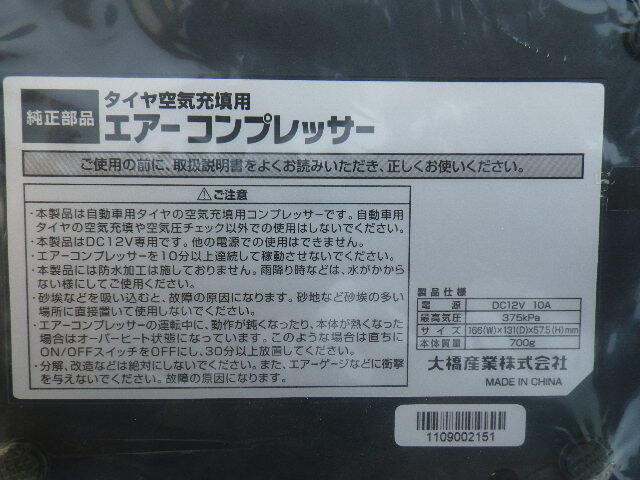 純正部品
タイヤ空気充填用
エアーコンプレッサー
ご使用の前に、取扱説明書をよくお読みいただき、正しくお使いください。
⚠ご注意
・本製品は自動車用タイヤの空気充填用コンプレッサーです。自動車用
タイヤの空気充填や空気圧チェック以外での使用はしないでください。
・本製品はDC12V専用です。他の電源での使用はできません。
・エアーコンプレッサーを10分以上連続して稼動させないでください。
・本製品には防水加工は施しておりません。雨降り時などは、水がかからな
い様にしてご使用ください。
・砂埃などを吸い込むと、故障の原因になります。砂地など砂埃の多い
場所に直接置いて使用しないでください。
・エアーコンプレッサーの運転中に、動作が鈍くなったり、本体が熱くなった
場合はオーバーヒート状態になっています。このような場合は直ちに
ON/OFFスイッチをOFFにし、30分以上放置してください。
・分解、改造などは絶対にしないでください。また、エアーゲージなどに衝撃
を与えないでください。故障の原因になります。
製品仕様
電源 DC12V 10A
最高気圧 375kPa
サイズ 166(W)×131(D)×57.5(H)mm
本体質量 700g
大橋産業株式会社
MADE IN CHINA
1109002151